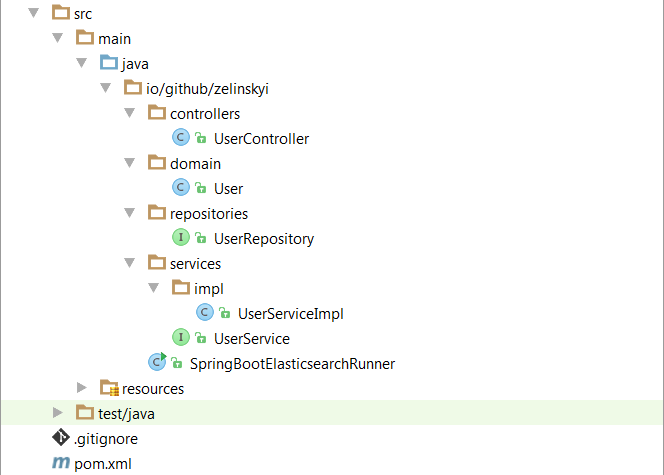 src
main
java
io/github/zelinskyi
controllers
C UserController
domain
C User
repositories
I UserRepository
services
impl
C UserServiceImpl
I UserService
C SpringBootElasticsearchRunner
resources
test/java
.gitignore
m pom.xml